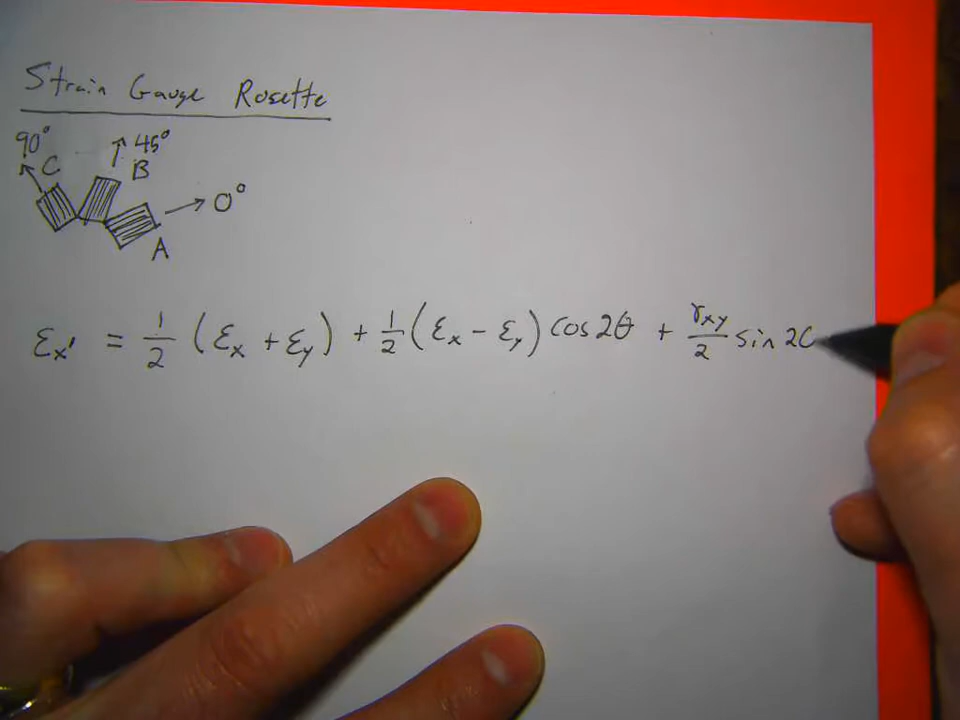 Strain Gauge Rosette
90° ↑ 45°
C B
→ 0°
A
εx' = 1/2 (εx + εy) + 1/2 (εx - εy) cos 2θ + γxy/2 sin 2